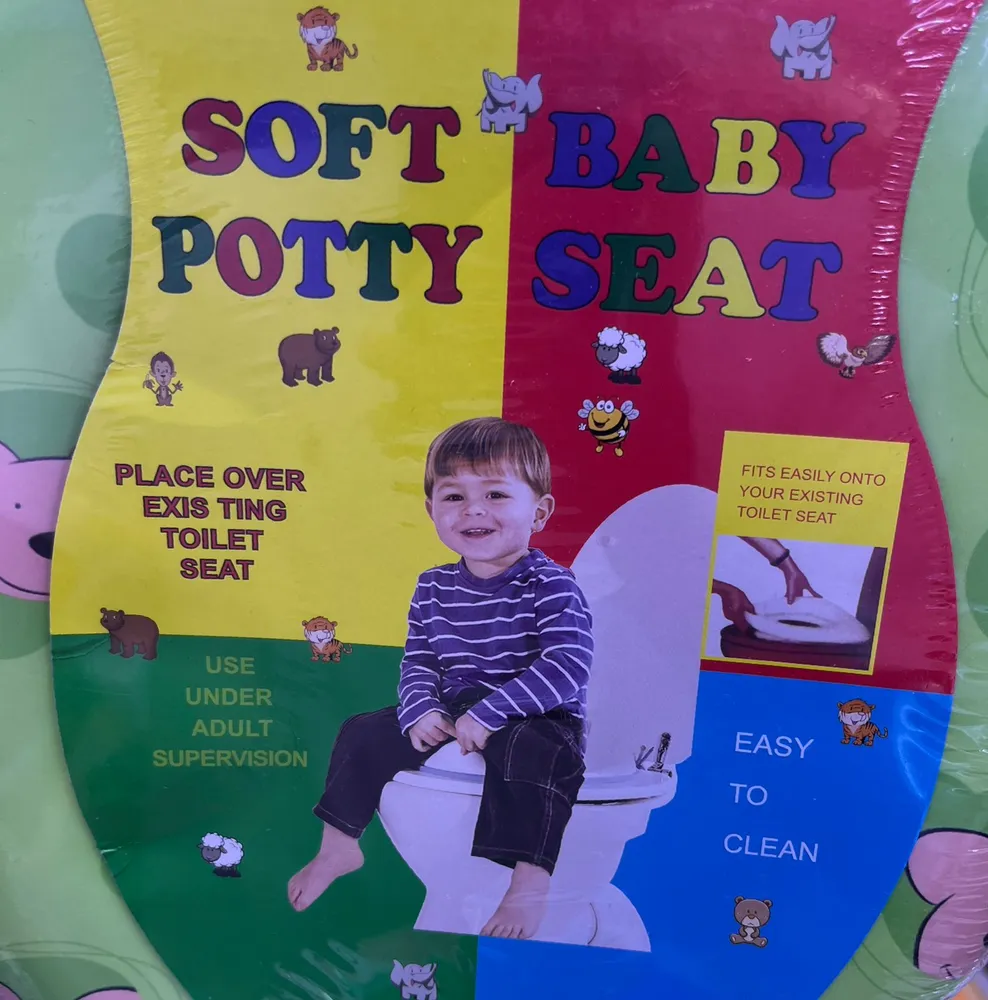 SOFT BABY
POTTY SEAT
PLACE OVER
EXIS TING
TOILET
SEAT
FITS EASILY ONTO
YOUR EXISTING
TOILET SEAT
USE
UNDER
ADULT
SUPERVISION
EASY
TO
CLEAN